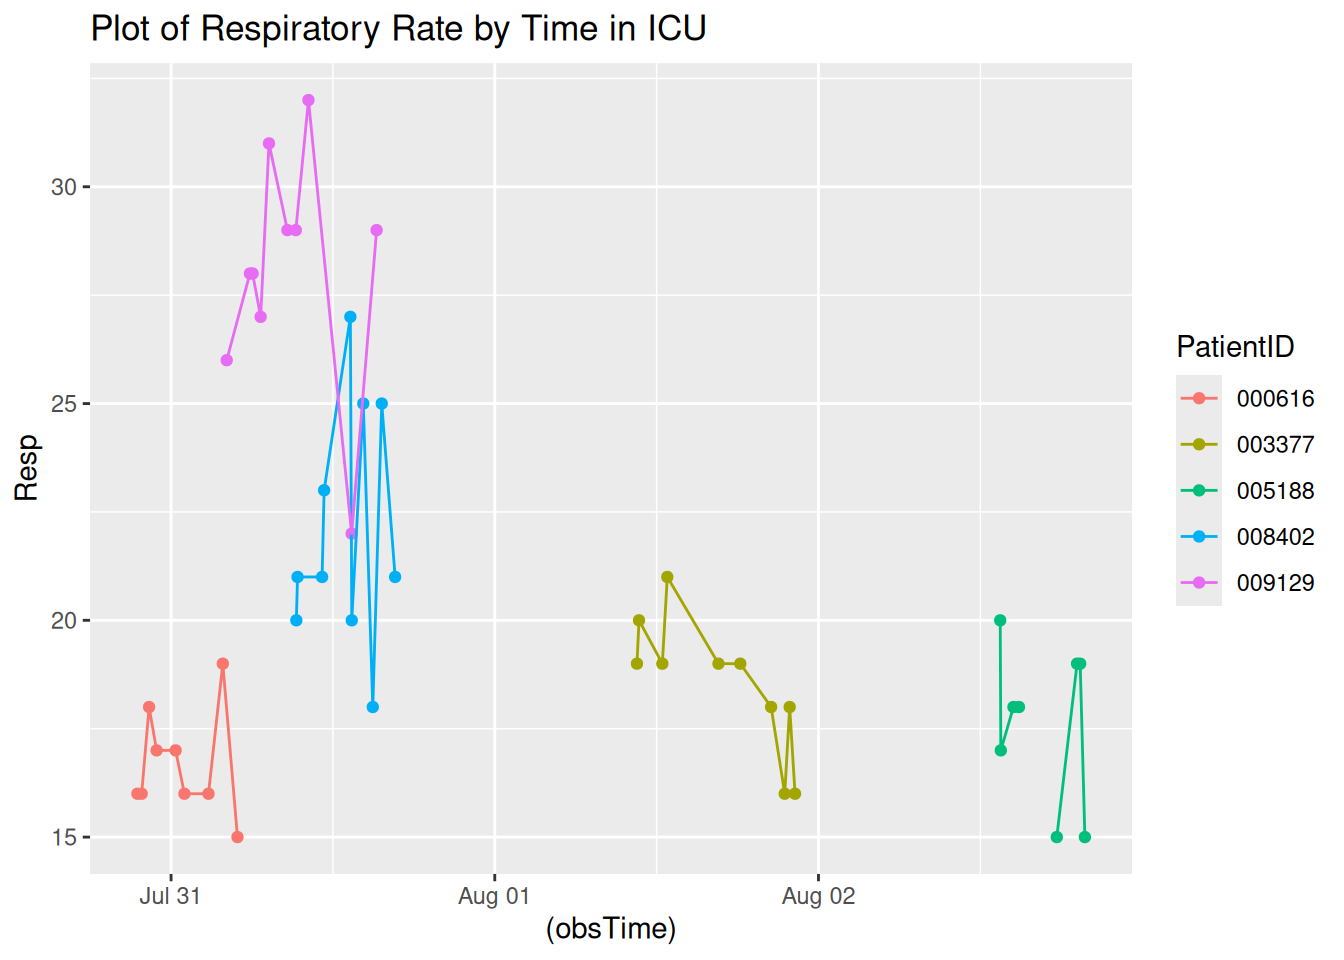 Plot of Respiratory Rate by Time in ICU
30
25
20
15
Resp
Jul 31
Aug 01
Aug 02
(obsTime)
PatientID
000616
003377
005188
008402
009129